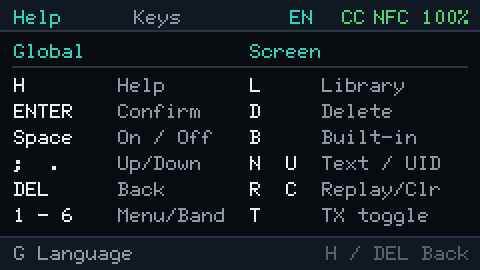 Help Keys EN CC NFC 100%
Global Screen
H Help L Library
ENTER Confirm D Delete
Space On / Off B Built-in
; . Up/Down N U Text / UID
DEL Back R C Replay/Clr
1 - 6 Menu/Band T TX toggle
G Language H / DEL Back